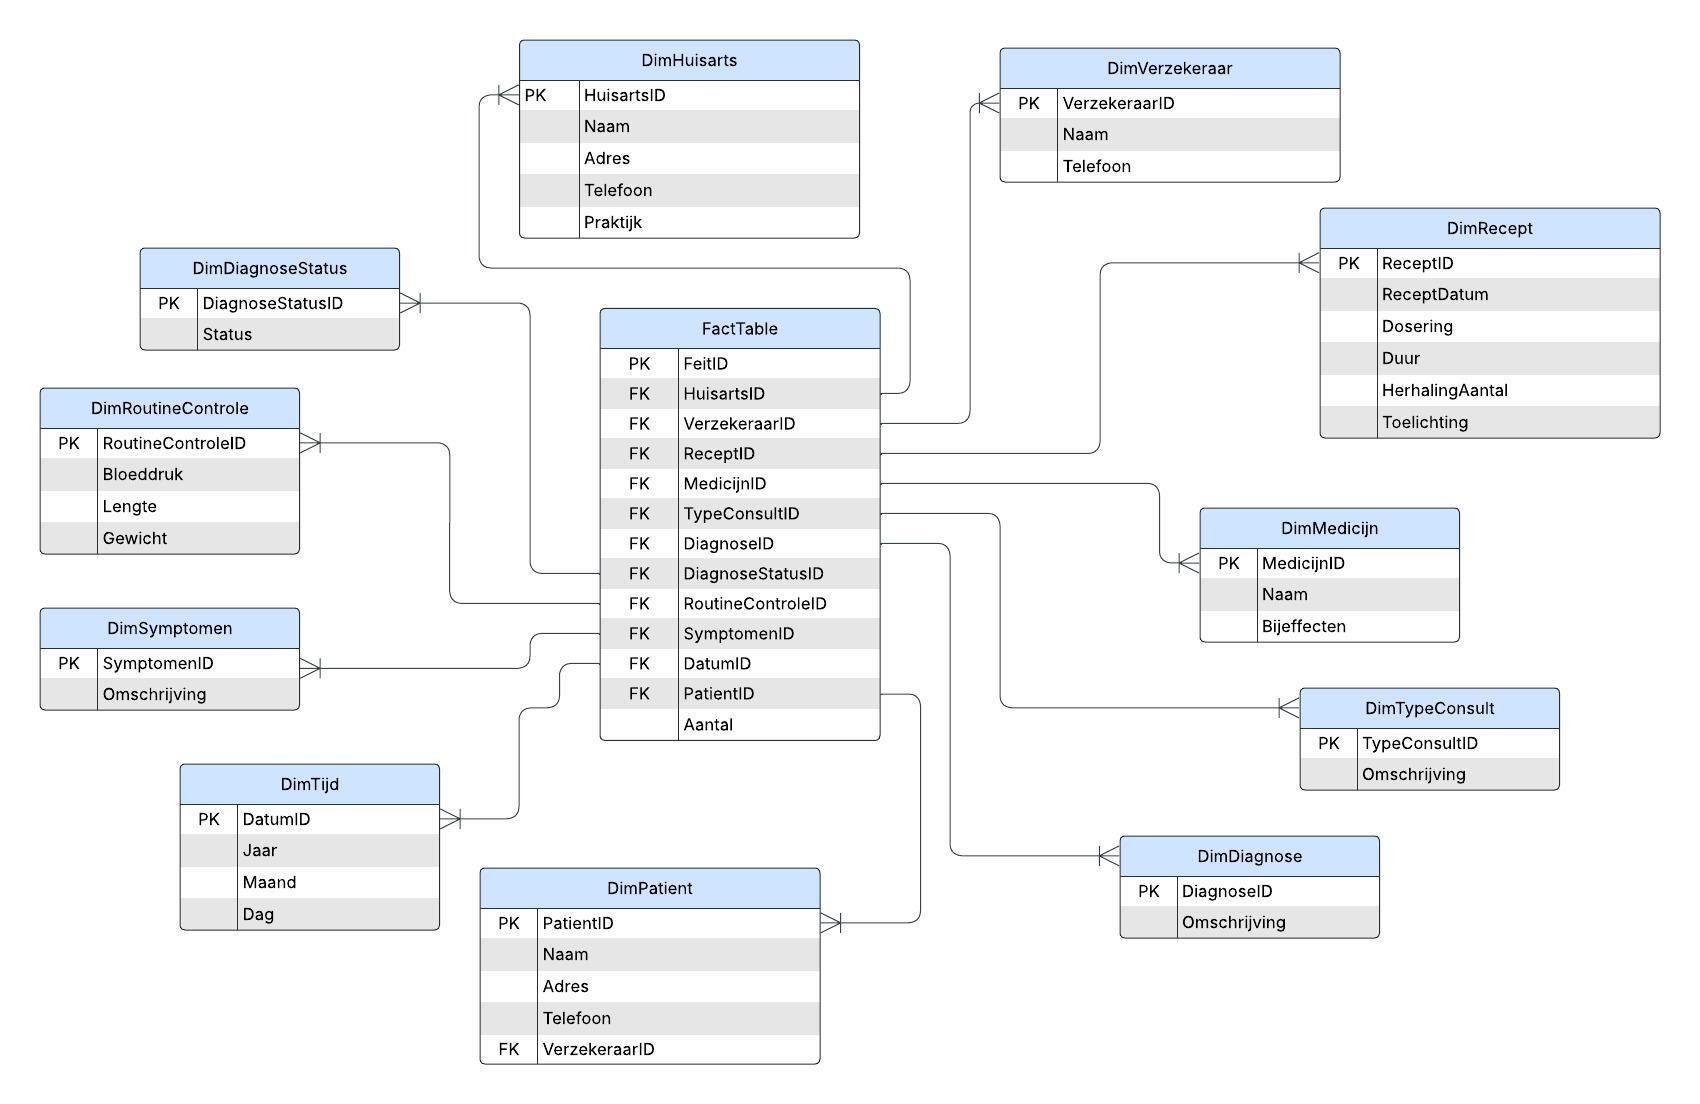 DimHuisarts
PK HuisartsID
Naam
Adres
Telefoon
Praktijk
DimVerzekeraar
PK VerzekeraarID
Naam
Telefoon
DimRecept
PK ReceptID
ReceptDatum
Dosering
Duur
HerhalingAantal
Toelichting
DimDiagnoseStatus
PK DiagnoseStatusID
Status
FactTable
PK FeitID
FK HuisartsID
FK VerzekeraarID
FK ReceptID
FK MedicijnID
FK TypeConsultID
FK DiagnoseID
FK DiagnoseStatusID
FK RoutineControleID
FK SymptomenID
FK DatumID
FK PatientID
Aantal
DimRoutineControle
PK RoutineControleID
Bloeddruk
Lengte
Gewicht
DimMedicijn
PK MedicijnID
Naam
Bijeffecten
DimSymptomen
PK SymptomenID
Omschrijving
DimTypeConsult
PK TypeConsultID
Omschrijving
DimTijd
PK DatumID
Jaar
Maand
Dag
DimDiagnose
PK DiagnoseID
Omschrijving
DimPatient
PK PatientID
Naam
Adres
Telefoon
FK VerzekeraarID